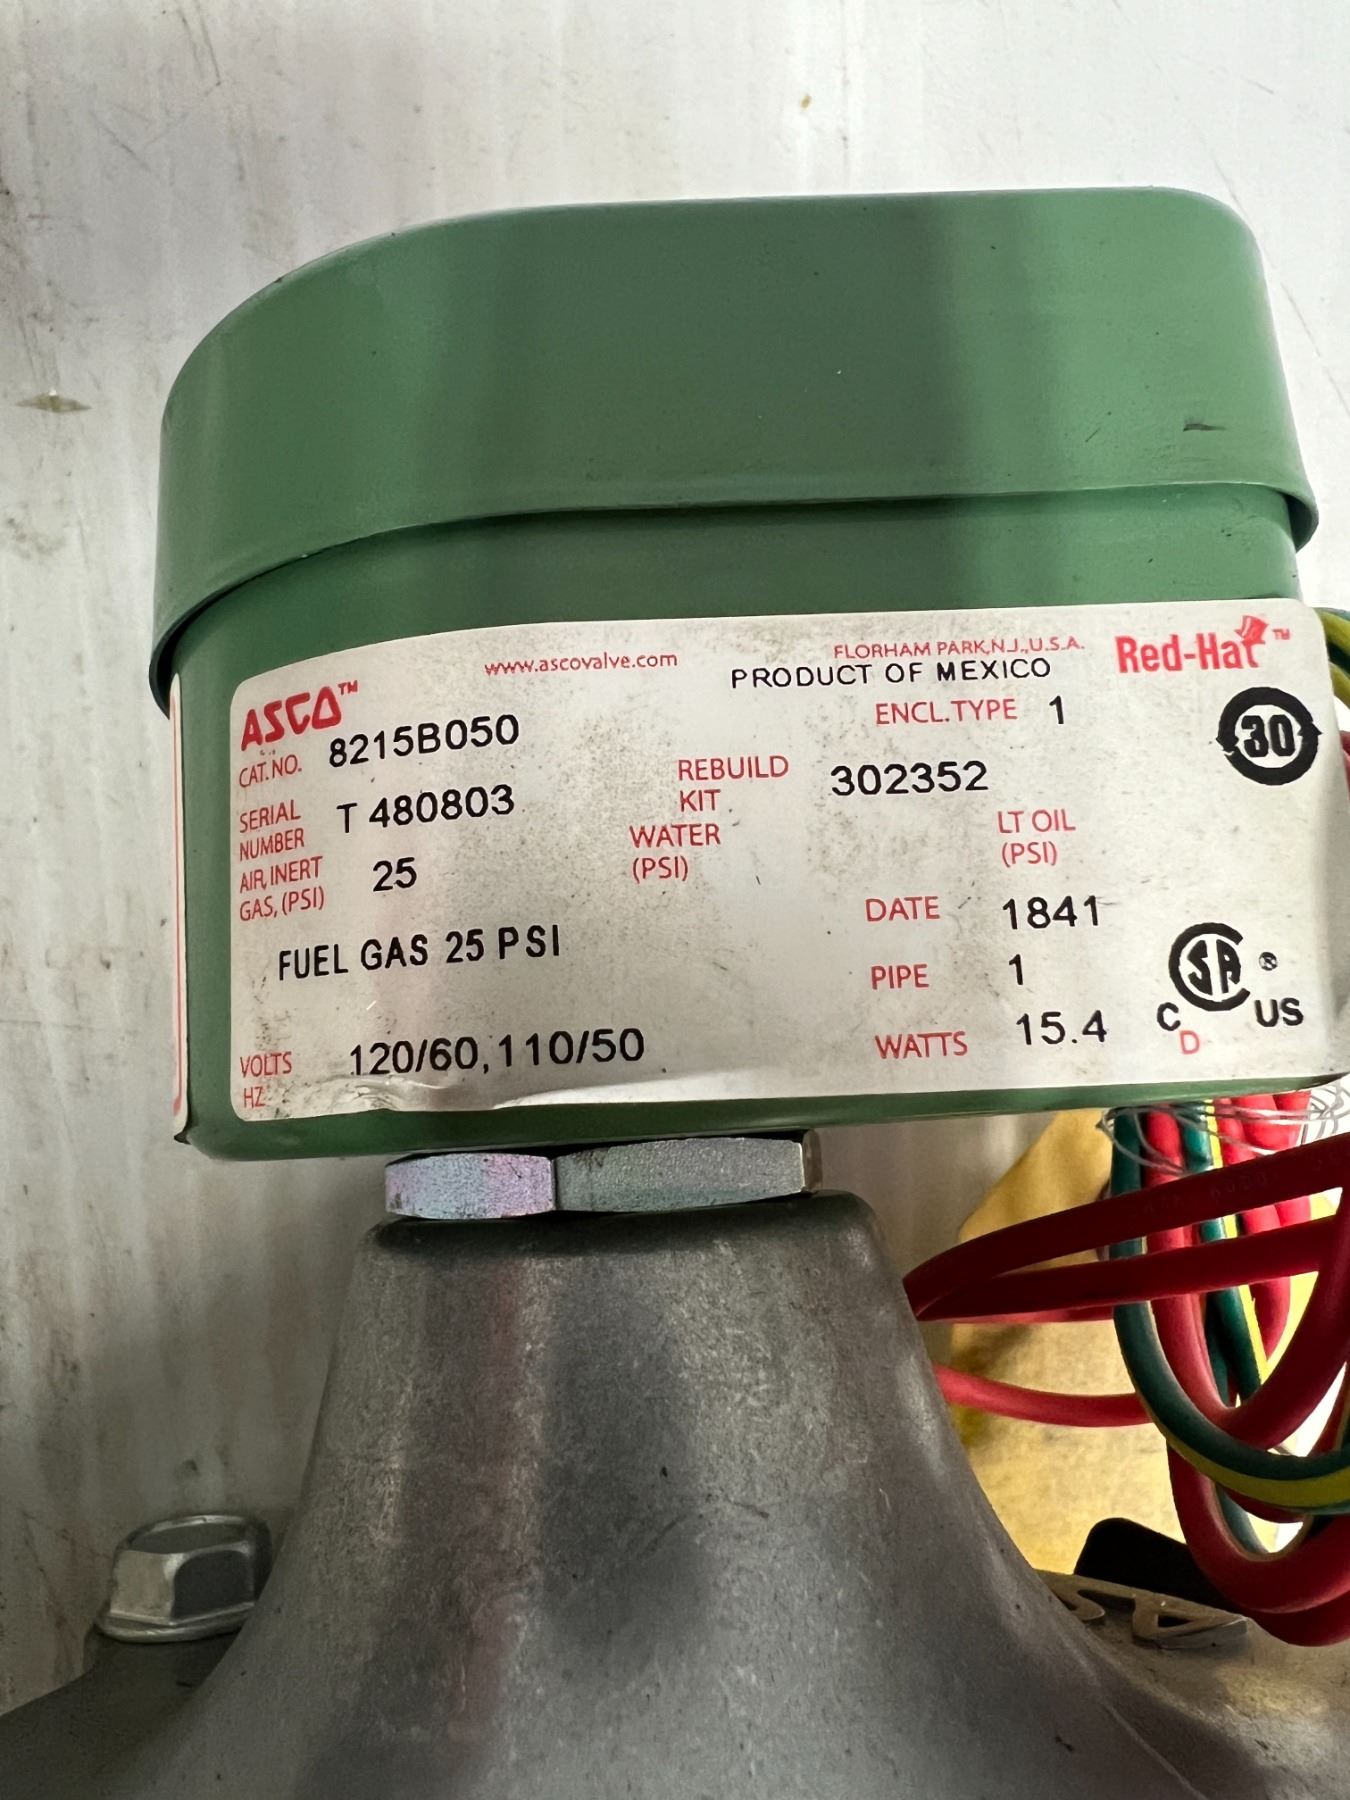 www.ascovalve.com
FLORHAM PARK,N.J.,U.S.A.
PRODUCT OF MEXICO
Red-Hat™
ASCO™
CAT.NO. 8215B050
ENCL.TYPE 1
30
SERIAL NUMBER T 480803
REBUILD KIT 302352
AIR,INERT GAS,(PSI) 25
WATER (PSI)
LT OIL (PSI)
FUEL GAS 25 PSI
DATE 1841
PIPE 1
VOLTS HZ 120/60,110/50
WATTS 15.4
C SA ® US
D